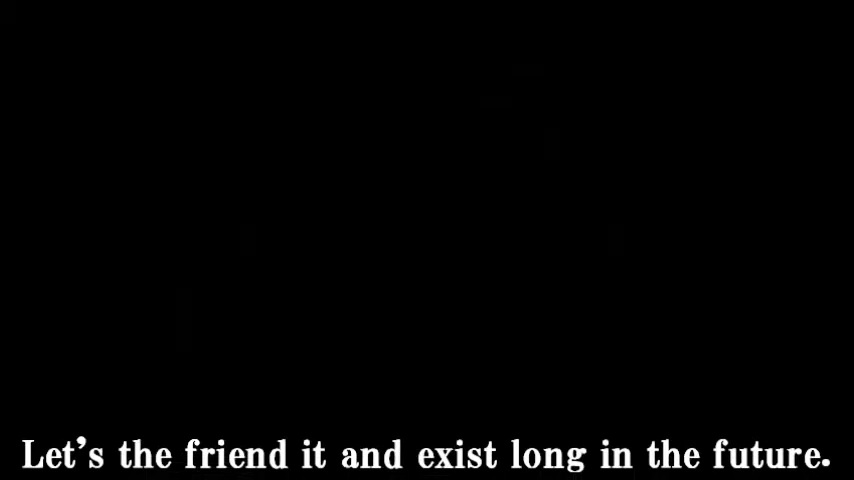 Let's the friend it and exist long in the future.